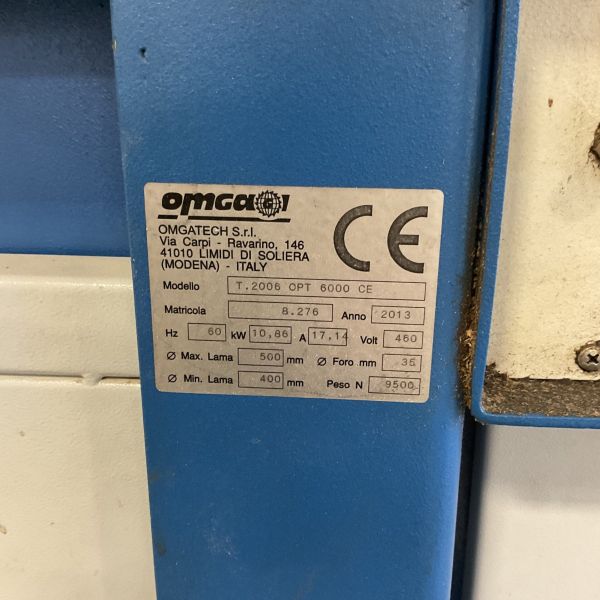 omga
OMGATECH S.r.l.
Via Carpi - Ravarino, 146
41010 LIMIDI DI SOLIERA
(MODENA) - ITALY
CE
Modello T.2006 OPT 6000 CE
Matricola 8.276 Anno 2013
Hz 60 kW 10,86 A 17,14 Volt 460
Ø Max. Lama 500 mm Ø Foro mm 35
Ø Min. Lama 400 mm Peso N 9500